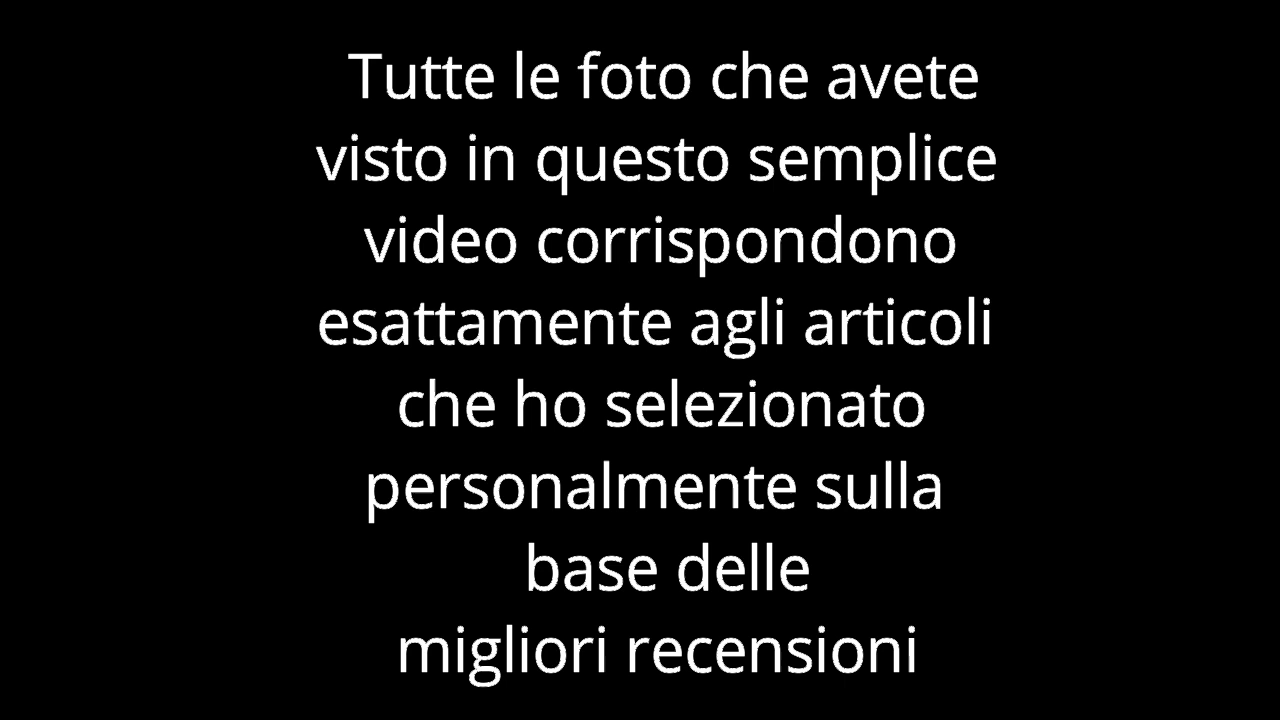 Tutte le foto che avete
visto in questo semplice
video corrispondono
esattamente agli articoli
che ho selezionato
personalmente sulla
base delle
migliori recensioni